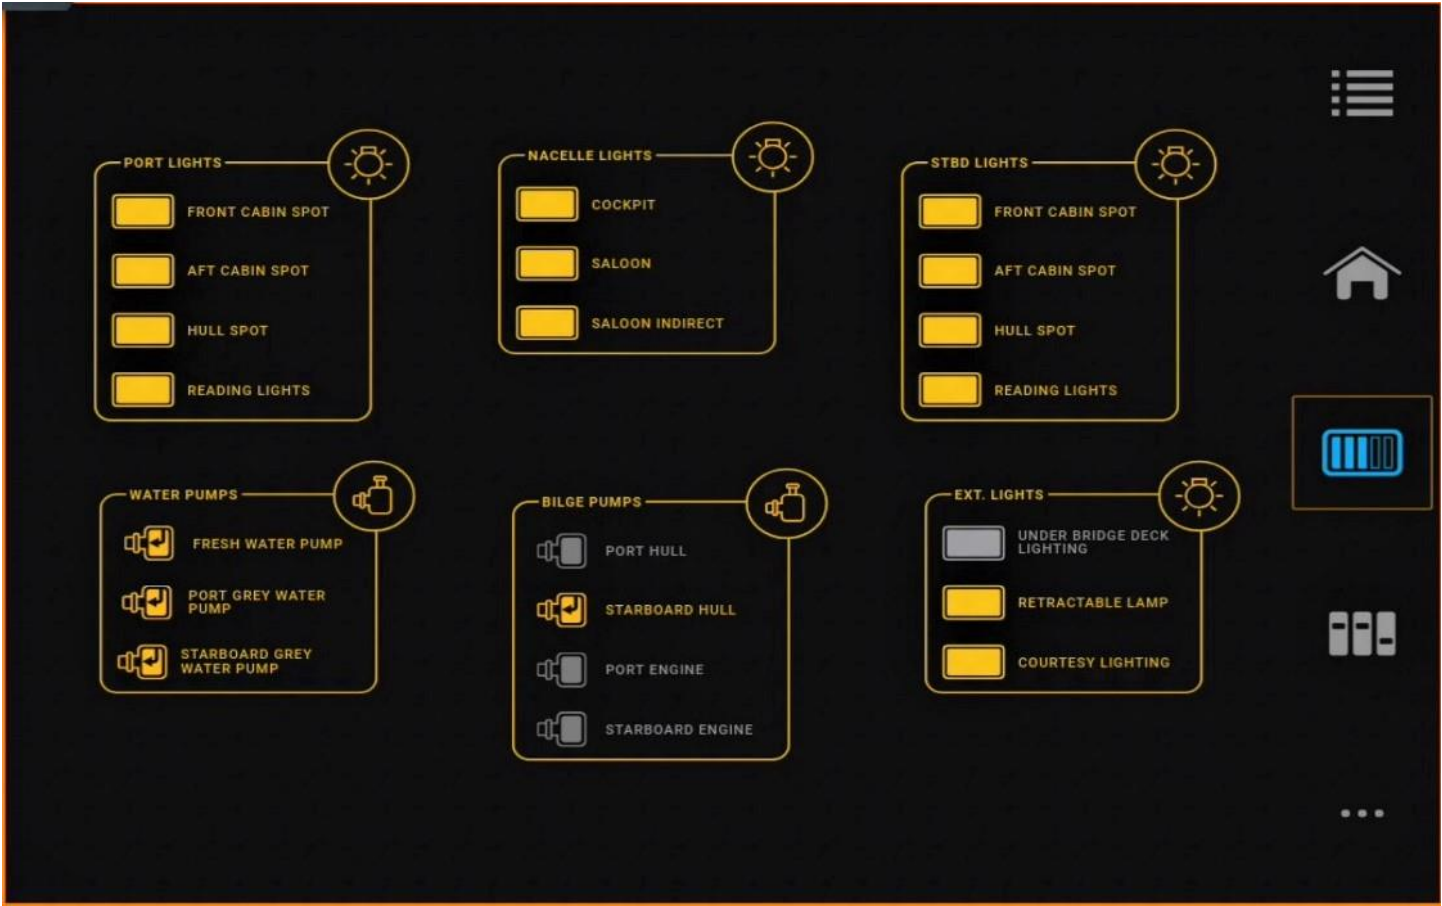 PORT LIGHTS
FRONT CABIN SPOT
AFT CABIN SPOT
HULL SPOT
READING LIGHTS
NACELLE LIGHTS
COCKPIT
SALOON
SALOON INDIRECT
STBD LIGHTS
FRONT CABIN SPOT
AFT CABIN SPOT
HULL SPOT
READING LIGHTS
WATER PUMPS
FRESH WATER PUMP
PORT GREY WATER
PUMP
STARBOARD GREY
WATER PUMP
BILGE PUMPS
PORT HULL
STARBOARD HULL
PORT ENGINE
STARBOARD ENGINE
EXT. LIGHTS
UNDER BRIDGE DECK
LIGHTING
RETRACTABLE LAMP
COURTESY LIGHTING